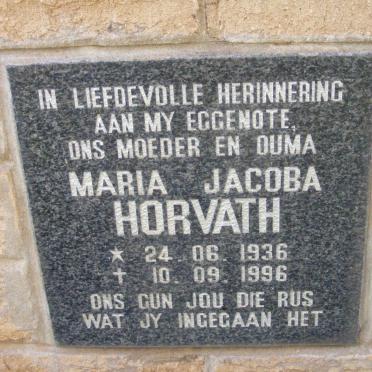 IN LIEFDEVOLLE HERINNERING
AAN MY EGGENOTE,
ONS MOEDER EN OUMA
MARIA JACOBA
HORVATH
★ 24. 06. 1936
✝ 10. 09. 1996
ONS GUN JOU DIE RUS
WAT JY INGEGAAN HET